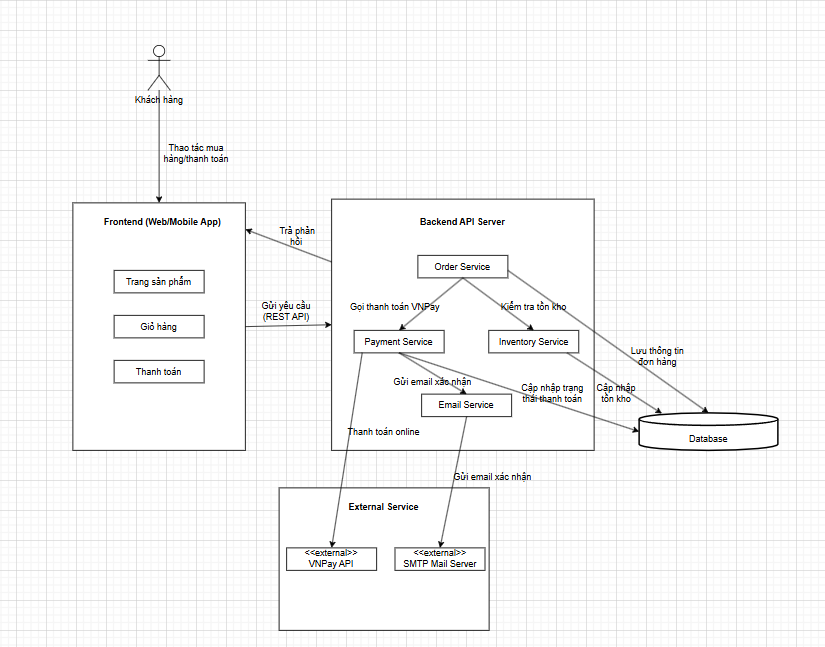 Khách hàng
Thao tác mua
hàng/thanh toán
Frontend (Web/Mobile App)
Trang sản phẩm
Giỏ hàng
Thanh toán
Trả phản
hồi
Gửi yêu cầu
(REST API)
Backend API Server
Order Service
Gọi thanh toán VNPay
Kiểm tra tồn kho
Payment Service
Inventory Service
Lưu thông tin
đơn hàng
Gửi email xác nhận
Cập nhập trạng
thái thanh toán
Cập nhập
tồn kho
Email Service
Thanh toán online
Database
Gửi email xác nhận
External Service
<<external>>
VNPay API
<<external>>
SMTP Mail Server